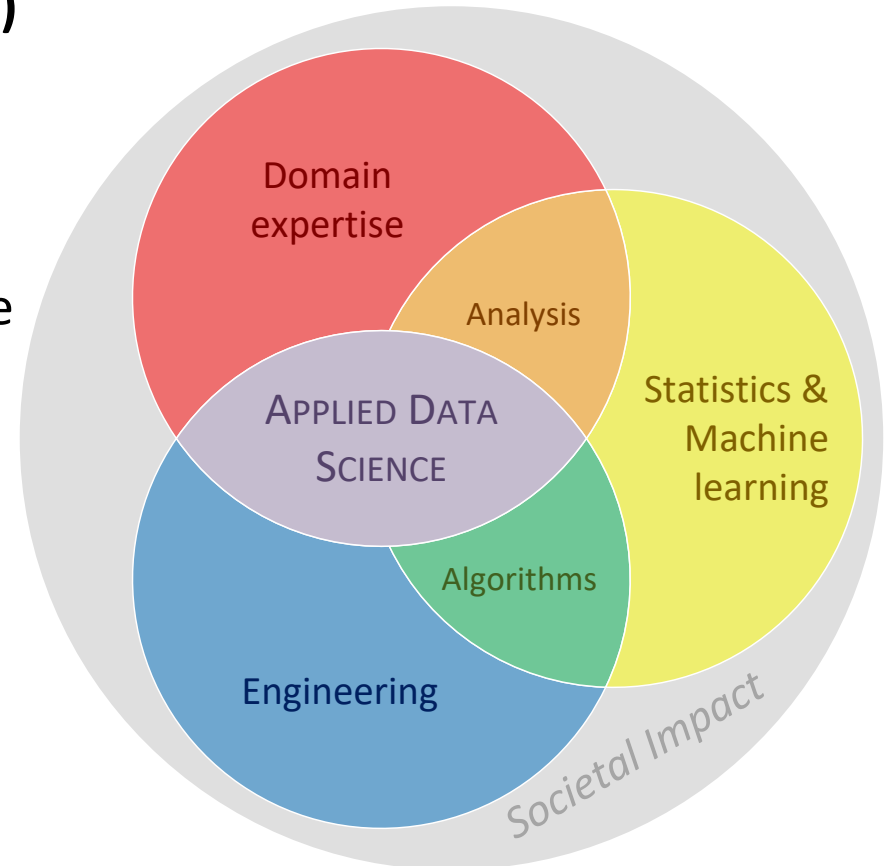 )
Domain
expertise
e
Analysis
Statistics &
Machine
learning
APPLIED DATA
SCIENCE
Algorithms
Engineering
Societal Impact